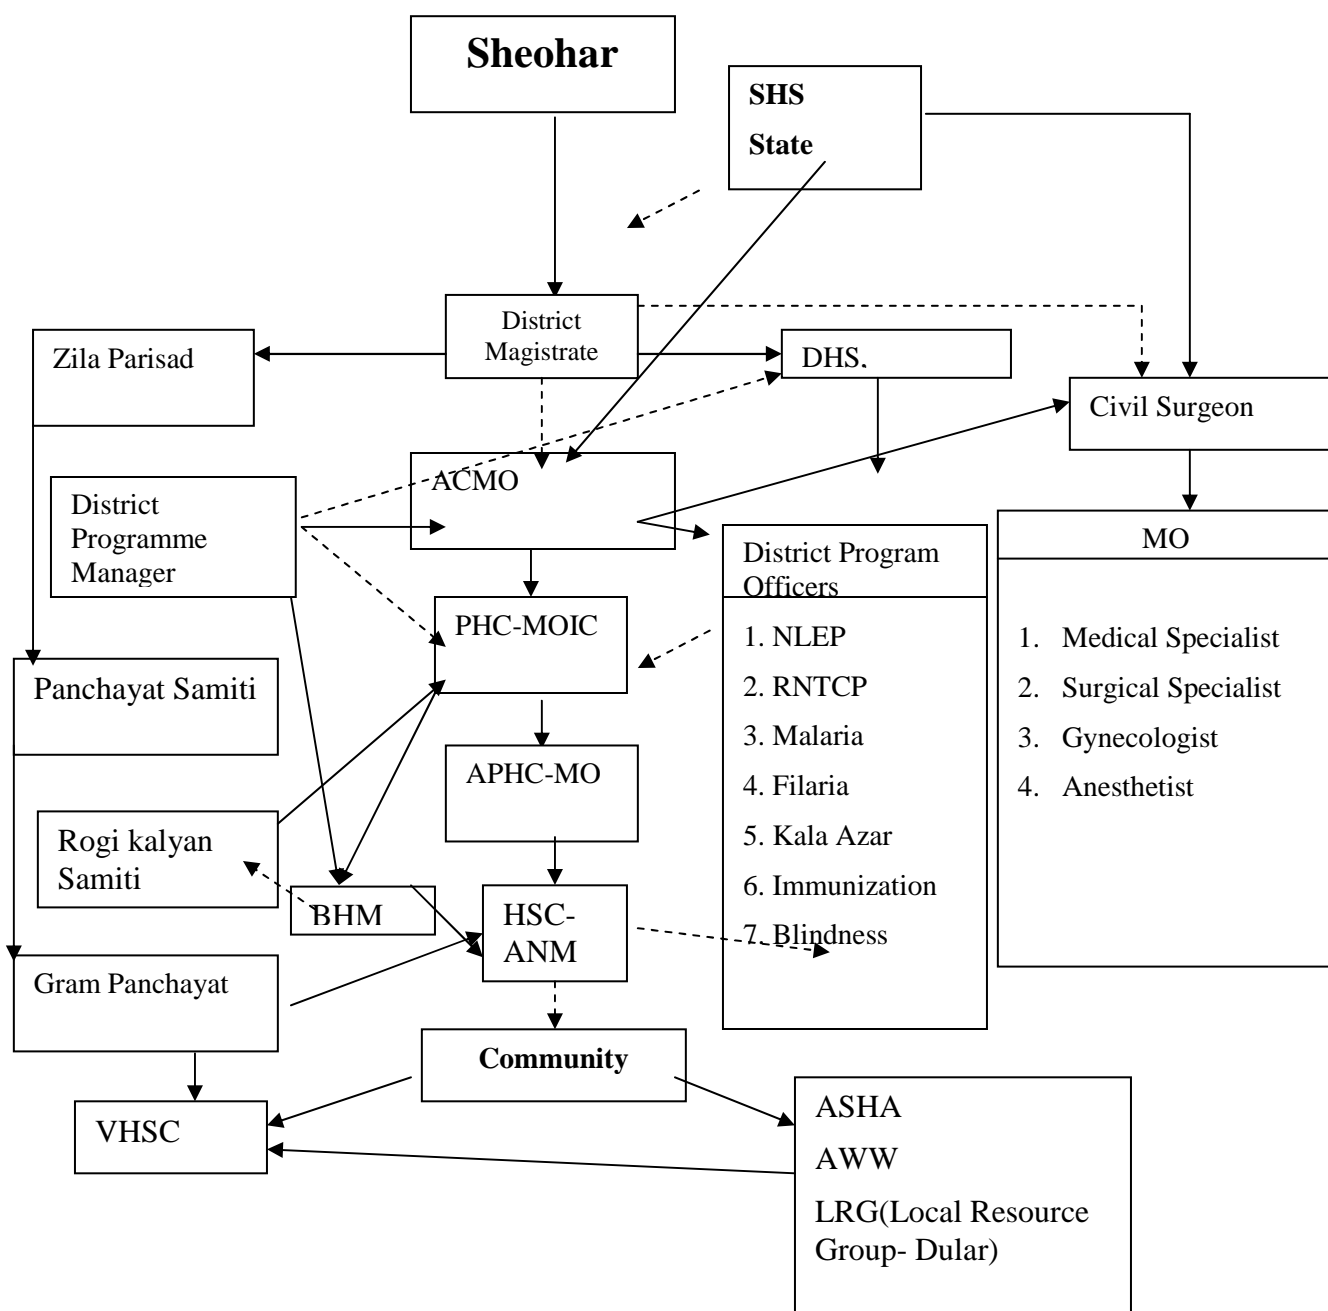 Sheohar
SHS
State
District
Magistrate
Zila Parisad
DHS.
Civil Surgeon
ACMO
District
Programme
Manager
MO
District Program
Officers
PHC-MOIC
1. NLEP
2. RNTCP
3. Malaria
4. Filaria
5. Kala Azar
6. Immunization
7. Blindness
1. Medical Specialist
2. Surgical Specialist
3. Gynecologist
4. Anesthetist
Panchayat Samiti
APHC-MO
Rogi kalyan
Samiti
BHM
HSC-
ANM
Gram Panchayat
Community
VHSC
ASHA
AWW
LRG(Local Resource
Group- Dular)